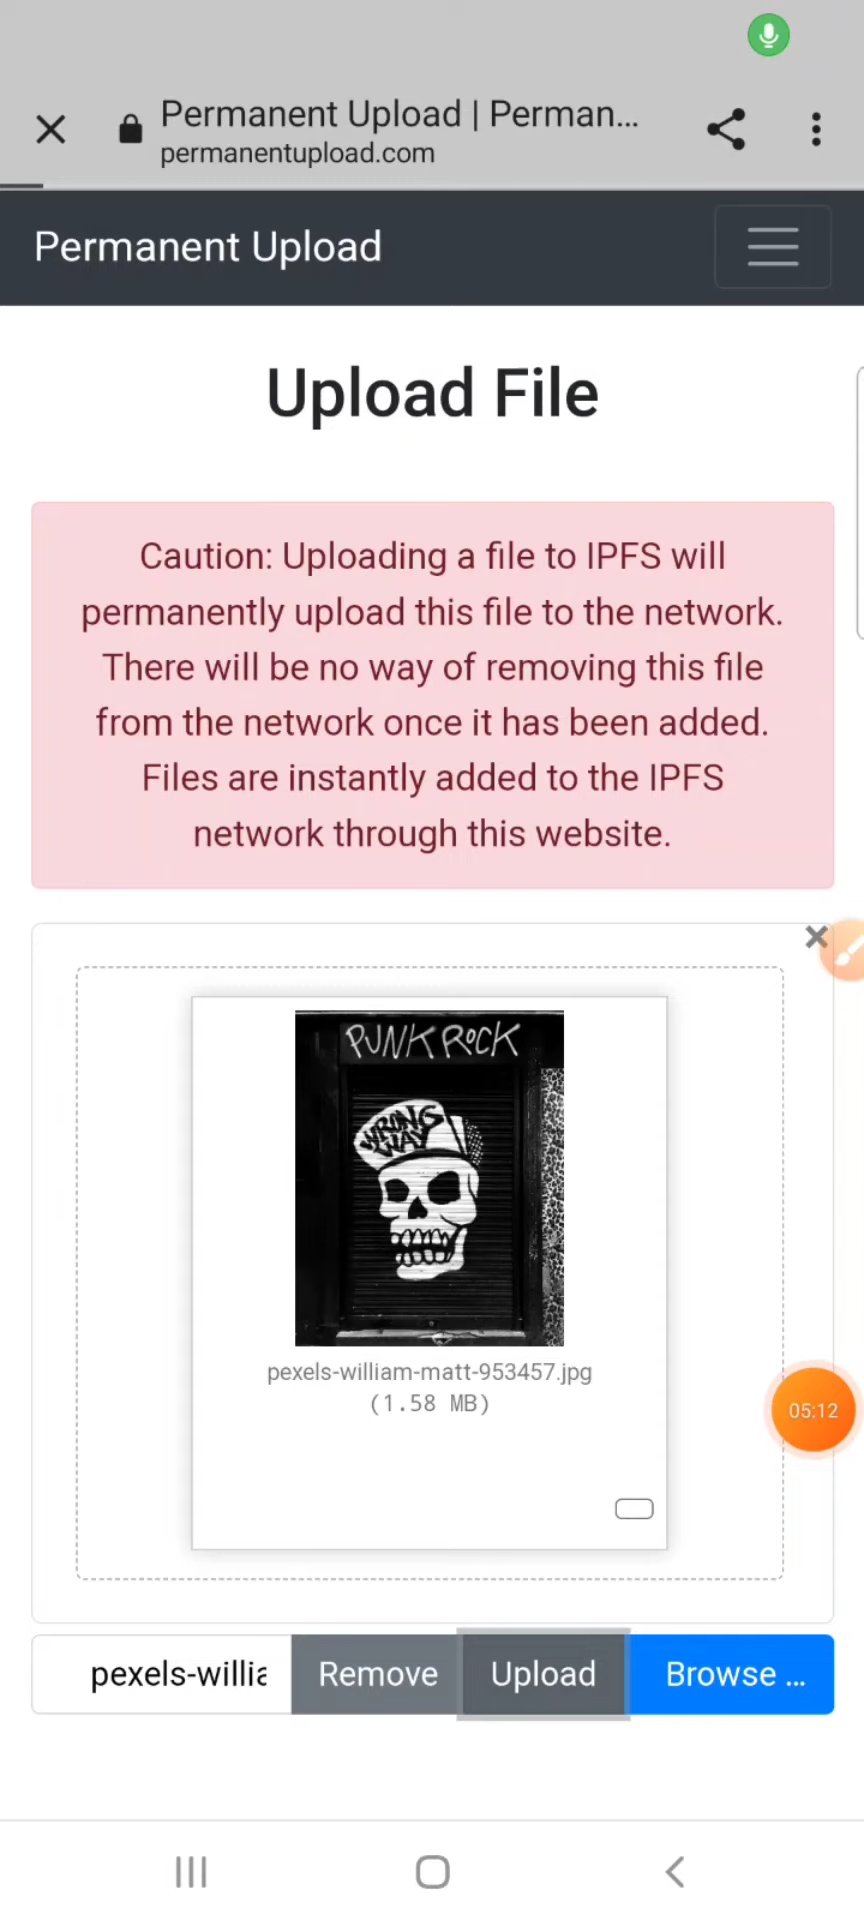 Permanent Upload | Perman...
permanentupload.com
Permanent Upload
Upload File
Caution: Uploading a file to IPFS will
permanently upload this file to the network.
There will be no way of removing this file
from the network once it has been added.
Files are instantly added to the IPFS
network through this website.
PUNK ROCK
WRONG
WAY
pexels-william-matt-953457.jpg
(1.58 MB)
05:12
pexels-willia
Remove
Upload
Browse ...